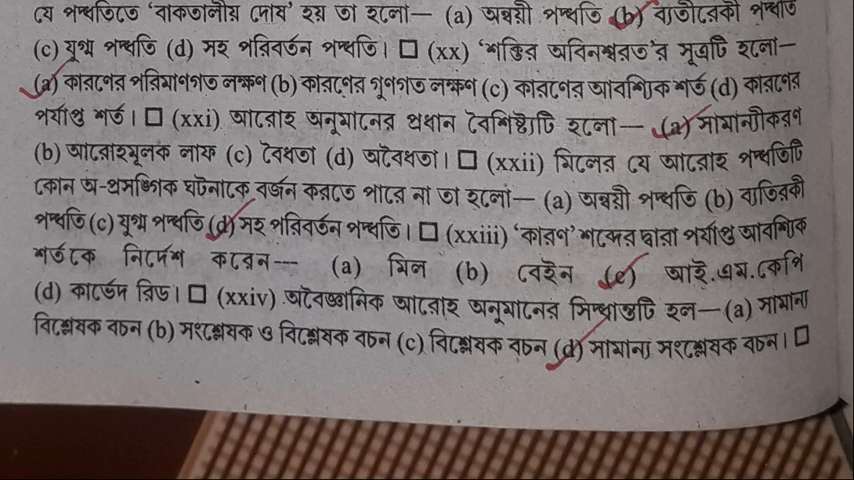 যে পদ্ধতিতে 'কাকতালীয় দোষ' হয় তা হলো— (a) অন্বয়ী পদ্ধতি (b) ব্যতীরেকী পদ্ধতি
(c) যুগ্ম পদ্ধতি (d) সহ পরিবর্তন পদ্ধতি। □ (xx) 'শক্তির অবিনশ্বরতা'র সূত্রটি হলো—
(a) কারণের পরিমাণগত লক্ষণ (b) কারণের গুণগত লক্ষণ (c) কারণের আবশ্যিক শর্ত (d) কারণের
পর্যাপ্ত শর্ত। □ (xxi) আরোহ অনুমানের প্রধান বৈশিষ্ট্যটি হলো— (a) সামান্যীকরণ
(b) আরোহমূলক লাফ (c) বৈধতা (d) অবৈধতা। □ (xxii) মিলের যে আরোহ পদ্ধতিটি
কোন অ-প্রাসঙ্গিক ঘটনাকে বর্জন করতে পারে না তা হলো— (a) অন্বয়ী পদ্ধতি (b) ব্যতিরকী
পদ্ধতি (c) যুগ্ম পদ্ধতি (d) সহ পরিবর্তন পদ্ধতি। □ (xxiii) 'কারণ' শব্দের দ্বারা পর্যাপ্ত আবশ্যিক
শর্তকে নির্দেশ করেন— (a) মিল (b) বেইন (c) আই.এম.কোপি
(d) কার্ভেদ রিড। □ (xxiv) অবৈজ্ঞানিক আরোহ অনুমানের সিদ্ধান্তটি হল— (a) সামান্য
বিশ্লেষক বচন (b) সংশ্লেষক ও বিশ্লেষক বচন (c) বিশ্লেষক বচন (d) সামান্য সংশ্লেষক বচন। □